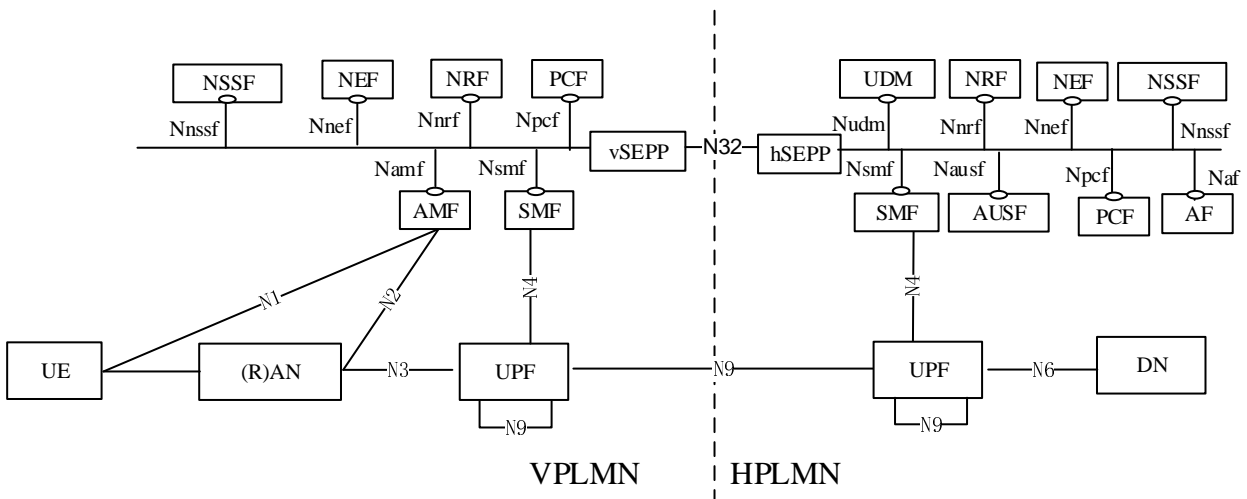 NSSF NEF NRF PCF UDM NRF NEF NSSF
Nnssf Nnef Nnrf Npcf Nudm Nnrf Nnef Nnssf
vSEPP N32 hSEPP
Namf Nsmf Nsmf Nausf Npcf Naf
AMF SMF SMF AUSF PCF AF
N1 N2 N4 N4
UE (R)AN N3 UPF N9 UPF N6 DN
N9 N9
VPLMN HPLMN